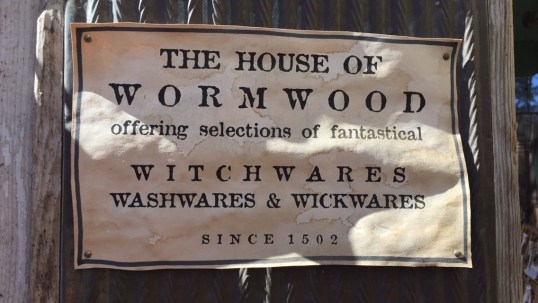 THE HOUSE OF
WORMWOOD
offering selections of fantastical
WITCHWARES
WASHWARES & WICKWARES
SINCE 1502